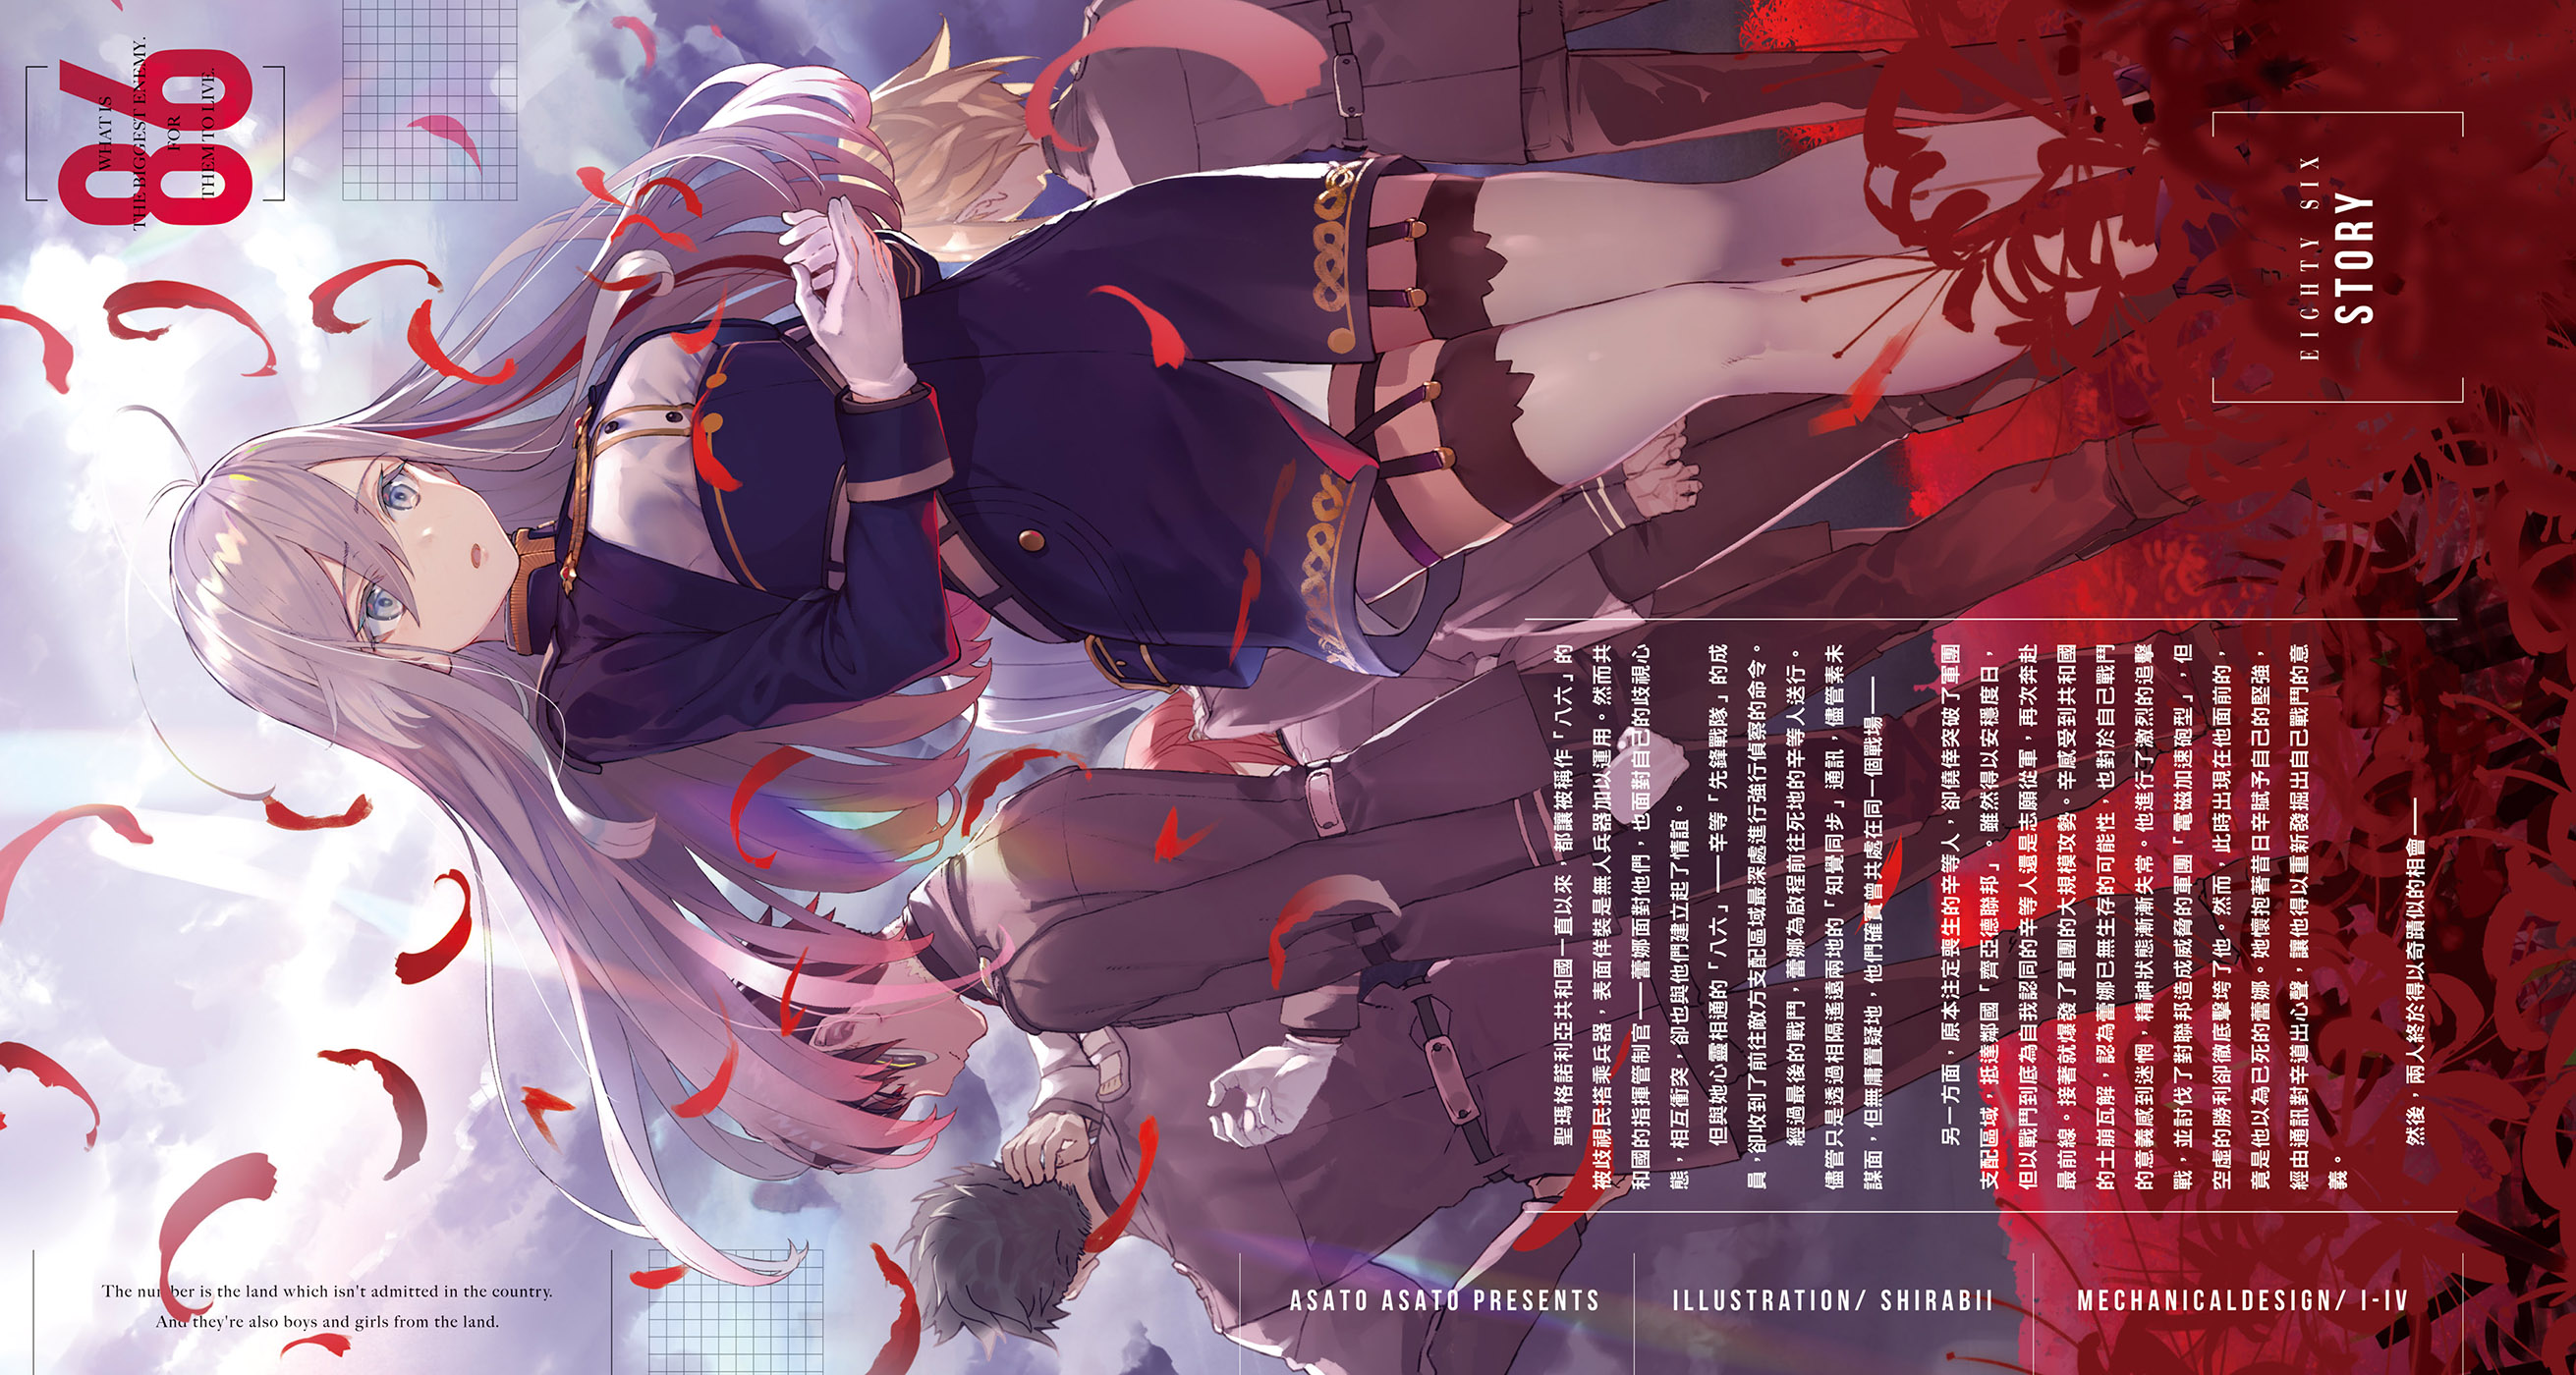 86
WHAT IS
THE BIGGEST ENEMY.
FOR
THEM TO LIVE.
EIGHTY SIX
STORY
聖瑪格諾利亞共和國一直以來，都讓被稱作「八六」的
被歧視民搭乘兵器，表面佯裝是無人兵器加以運用。然而共
和國的指揮管制官——蕾娜面對他們，也面對自己的歧視心
態，相互衝突，卻也與他們建立起了情誼。
但與她心靈相通的「八六」——辛等「先鋒戰隊」的成
員，卻收到了前往敵方支配區域最深處進行強行偵察的命令。
經過最後的戰鬥，蕾娜為啟程前往死地的辛等人送行。
儘管只是透過相隔遙遠兩地的「知覺同步」通訊，儘管素未
謀面，但無庸置疑地，他們確實曾共處在同一個戰場——
另一方面，原本注定喪生的辛等人，卻僥倖突破了軍團
支配區域，抵達鄰國「齊亞德聯邦」。雖然得以安穩度日，
但以戰鬥到底為自我認同的辛等人還是志願從軍，再次奔赴
最前線。接著就爆發了軍團的大規模攻勢。辛感受到共和國
的土崩瓦解，認為蕾娜已無生存的可能性，也對於自己戰鬥
的意義感到迷惘，精神狀態漸漸失常。他進行了激烈的追擊
戰，並討伐了對聯邦造成威脅的軍團「電磁加速砲型」，但
空虛的勝利卻徹底擊垮了他。然而，此時出現在他面前的，
竟是他以為已死的蕾娜。她懷抱著昔日辛賦予自己的堅強，
經由通訊對辛道出心聲，讓他得以重新發掘出自己戰鬥的意
義。
然後，兩人終於得以奇蹟似的相會——
The number is the land which isn't admitted in the country.
And they're also boys and girls from the land.
ASATO ASATO PRESENTS
ILLUSTRATION/ SHIRABII
MECHANICALDESIGN/ I-IV